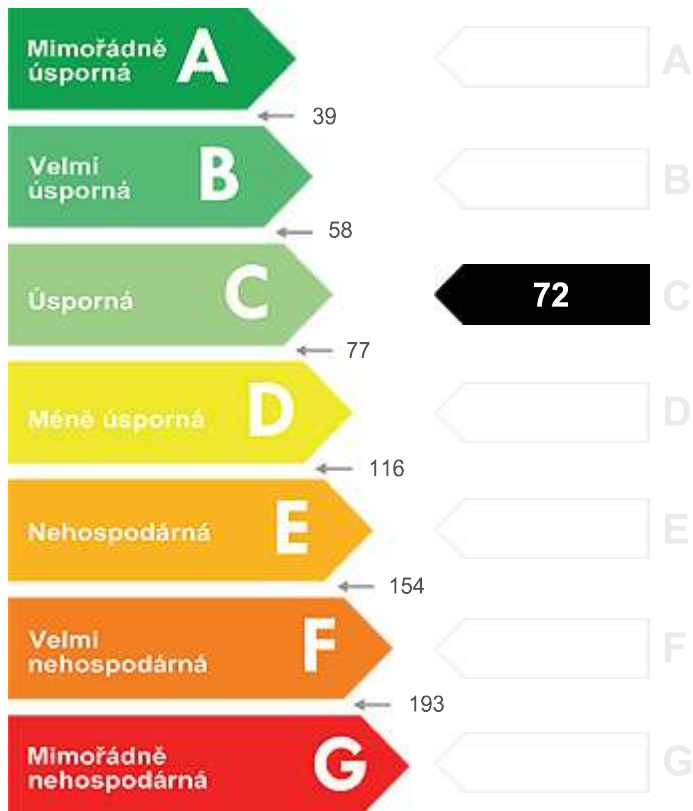 Mimořádně
úsporná
A
A
39
Velmi
úsporná
B
B
58
Úsporná
C
72
C
77
Méně úsporná
D
D
116
Nehospodárná
E
E
154
Velmi
nehospodárná
F
F
193
Mimořádně
nehospodárná
G
G